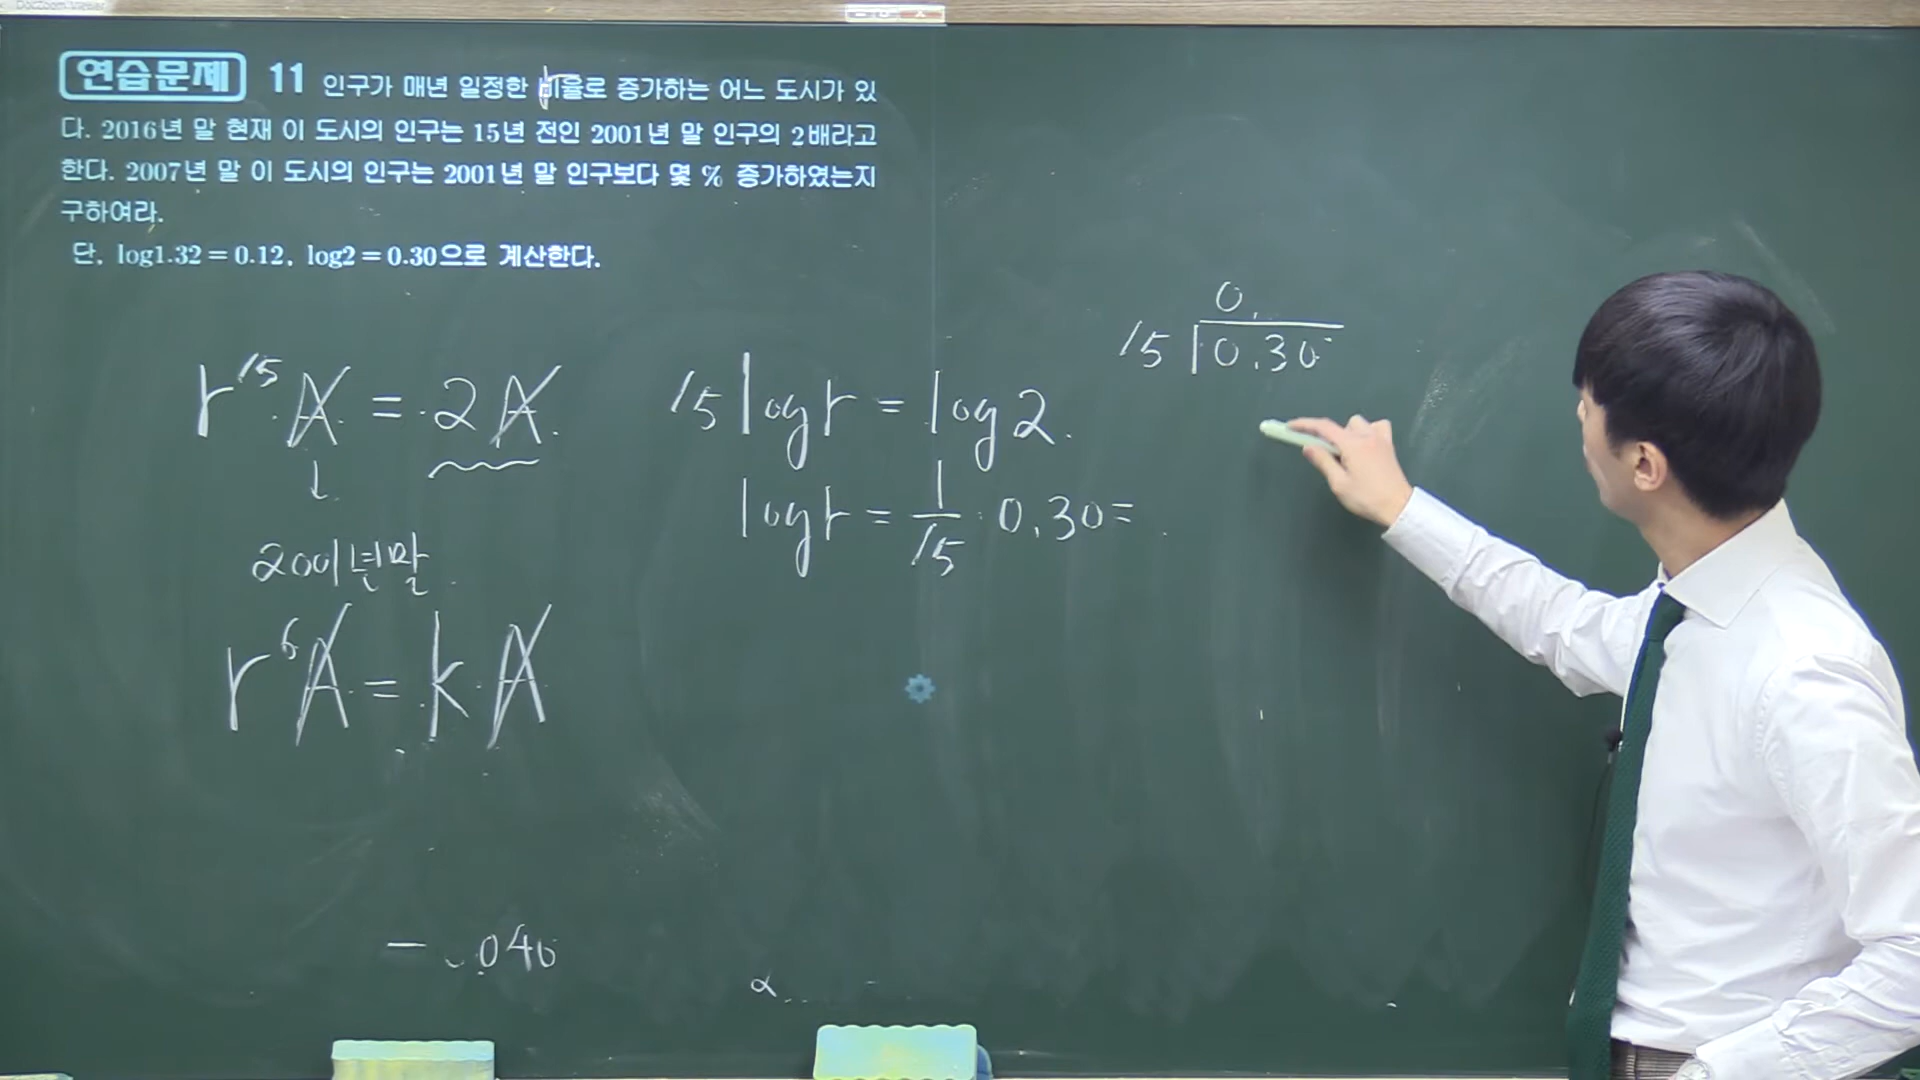 연습문제 11 인구가 매년 일정한 비율로 증가하는 어느 도시가 있
다. 2016년 말 현재 이 도시의 인구는 15년 전인 2001년 말 인구의 2배라고
한다. 2007년 말 이 도시의 인구는 2001년 말 인구보다 몇 % 증가하였는지
구하여라.
단, log1.32 = 0.12, log2 = 0.30으로 계산한다.
r¹⁵A = 2A
2001년말
r⁶A = kA
15 log r = log 2
log r = 1/15 · 0.30 =
0.
15 0.30